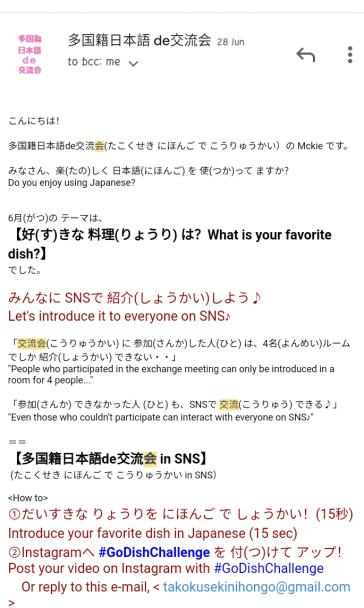 多国籍
日本語
de
交流会
多国籍日本語 de交流会 28 Jun
to bcc: me
こんにちは!
多国籍日本語de交流会(たこくせき にほんご で こうりゅうかい）の Mckie です。
みなさん、楽(たの)しく 日本語(にほんご) を 使(つか)って ますか?
Do you enjoy using Japanese?
6月(がつ)の テーマは、
【好(す)きな 料理(りょうり) は？What is your favorite
dish?】
でした。
みんなに SNSで 紹介(しょうかい)しよう♪
Let's introduce it to everyone on SNS♪
「交流会(こうりゅうかい) に 参加(さんか)した人(ひと) は、4名(よんめい)ルーム
でしか 紹介(しょうかい) できない・・」
"People who participated in the exchange meeting can only be introduced in a
room for 4 people..."
「参加(さんか) できなかった人 (ひと) も、SNSで 交流(こうりゅう) できる♪」
"Even those who couldn't participate can interact with everyone on SNS♪"
＝＝
【多国籍日本語de交流会 in SNS】
(たこくせき にほんご で こうりゅうかい in SNS）
<How to>
①だいすきな りょうりを にほんご で しょうかい！(15秒)
Introduce your favorite dish in Japanese (15 sec)
②Instagramへ #GoDishChallenge を 付(つ)けて アップ！
Post your video on Instagram with #GoDishChallenge
Or reply to this e-mail, < takokusekinihongo@gmail.com
>